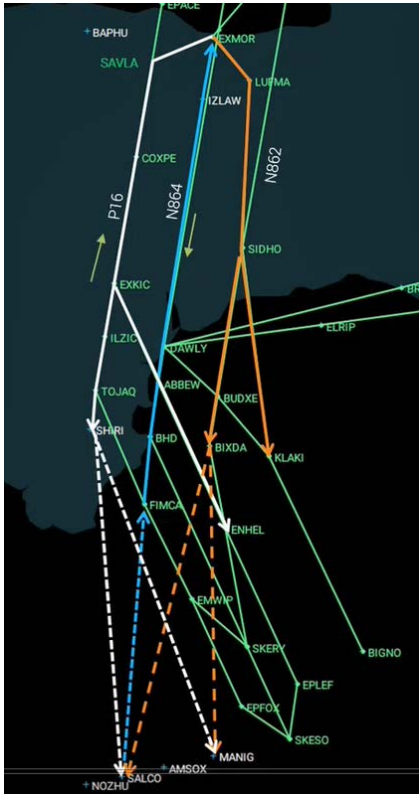 EPACE
BAPHU
EXMOR
SAVLA
LUFMA
IZLAW
COXPE
N862
P16
N864
SIDHO
EXKIC
BR
ELRIP
ILZIC
DAWLY
TOJAQ
ABBEW
BUDXE
SHIRI
BHD
BIXDA
KLAKI
FIMCA
ENHEL
EMWIP
SKERY
BIGNO
EPLEF
EPFOX
SKESO
MANIG
AMSOX
SALCO
NOZHU